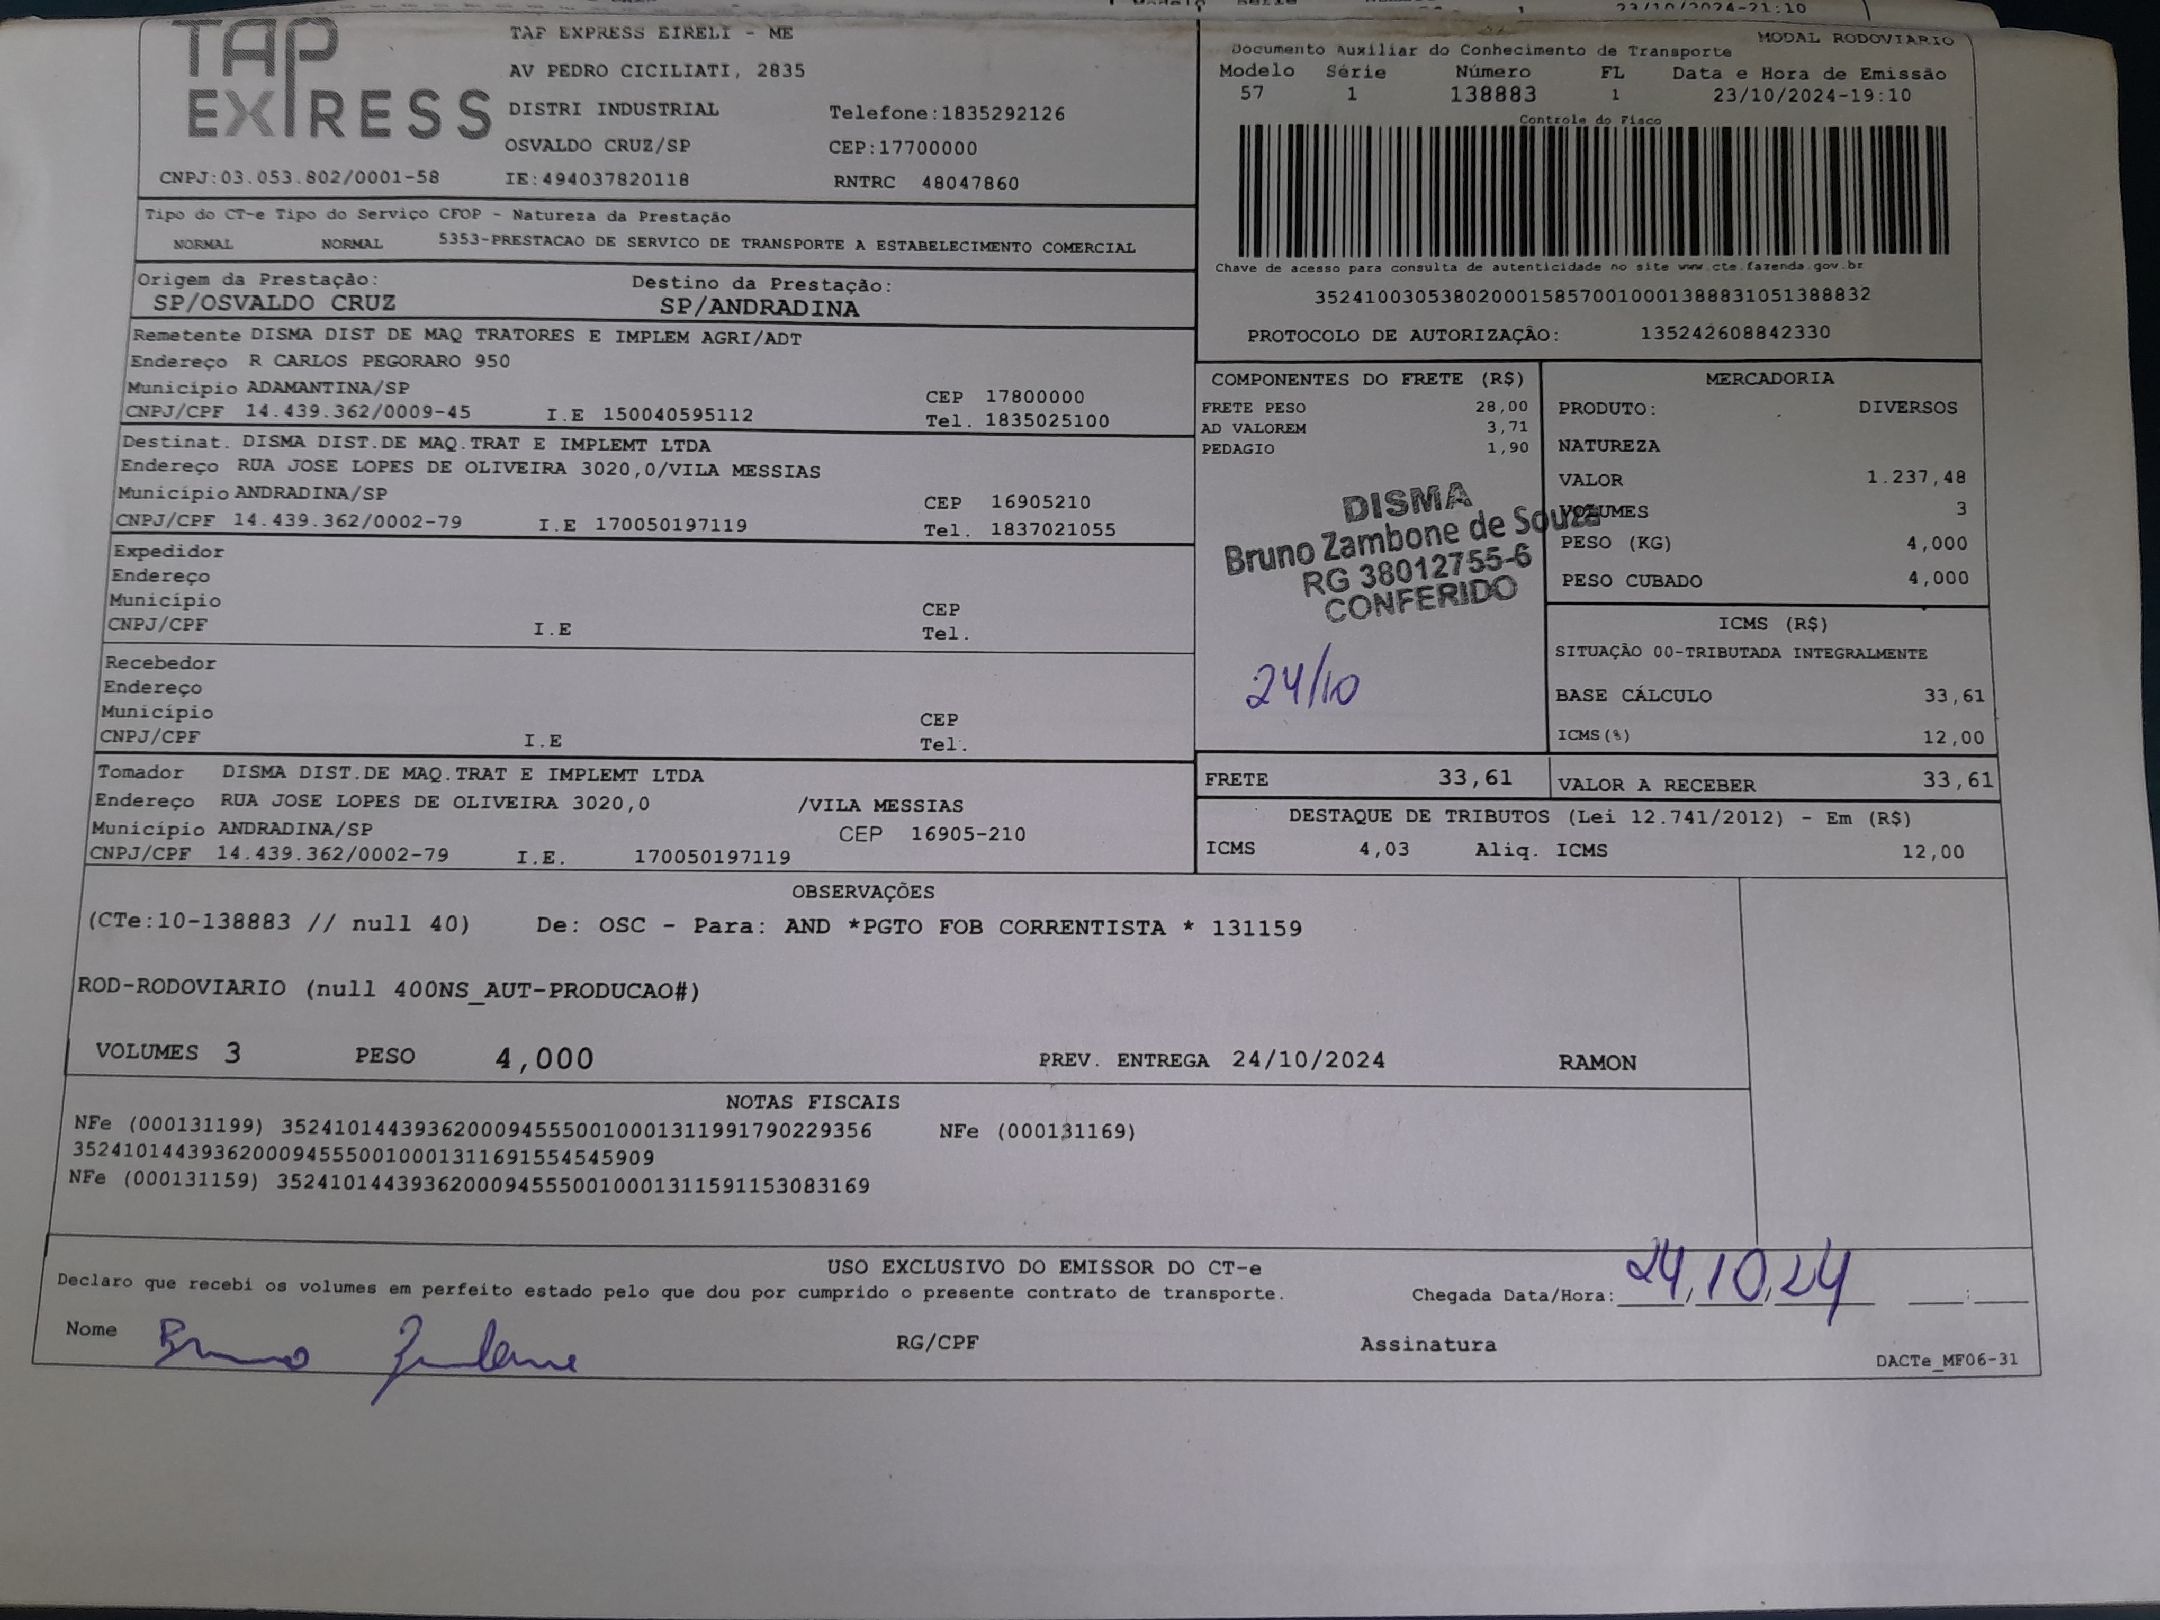 23/10/2024-21:10
TAP EXPRESS
TAP EXPRESS EIRELI - ME
AV PEDRO CICILIATI, 2835
DISTRI INDUSTRIAL Telefone:1835292126
OSVALDO CRUZ/SP CEP:17700000
CNPJ:03.053.802/0001-58 IE:494037820118 RNTRC 48047860
MODAL RODOVIARIO
Documento Auxiliar do Conhecimento de Transporte
Modelo Série Número FL Data e Hora de Emissão
57 1 138883 1 23/10/2024-19:10
Controle do Fisco
Chave de acesso para consulta de autenticidade no site www.cte.fazenda.gov.br
35241003053802000158570010001388831051388832
PROTOCOLO DE AUTORIZAÇÃO: 135242608842330
Tipo do CT-e Tipo do Serviço CFOP - Natureza da Prestação
NORMAL NORMAL 5353-PRESTACAO DE SERVICO DE TRANSPORTE A ESTABELECIMENTO COMERCIAL
Origem da Prestação: Destino da Prestação:
SP/OSVALDO CRUZ SP/ANDRADINA
Remetente DISMA DIST DE MAQ TRATORES E IMPLEM AGRI/ADT
Endereço R CARLOS PEGORARO 950
Município ADAMANTINA/SP CEP 17800000
CNPJ/CPF 14.439.362/0009-45 I.E 150040595112 Tel. 1835025100
Destinat. DISMA DIST.DE MAQ.TRAT E IMPLEMT LTDA
Endereço RUA JOSE LOPES DE OLIVEIRA 3020,0/VILA MESSIAS
Município ANDRADINA/SP CEP 16905210
CNPJ/CPF 14.439.362/0002-79 I.E 170050197119 Tel. 1837021055
Expedidor
Endereço
Município CEP
CNPJ/CPF I.E Tel.
Recebedor
Endereço
Município CEP
CNPJ/CPF I.E Tel.
Tomador DISMA DIST.DE MAQ.TRAT E IMPLEMT LTDA
Endereço RUA JOSE LOPES DE OLIVEIRA 3020,0 /VILA MESSIAS
Município ANDRADINA/SP CEP 16905-210
CNPJ/CPF 14.439.362/0002-79 I.E. 170050197119
COMPONENTES DO FRETE (R$)
FRETE PESO 28,00
AD VALOREM 3,71
PEDAGIO 1,90
DISMA
Bruno Zambone de Souza
RG 38012755-6
CONFERIDO
24/10
MERCADORIA
PRODUTO: DIVERSOS
NATUREZA
VALOR 1.237,48
VOLUMES 3
PESO (KG) 4,000
PESO CUBADO 4,000
ICMS (R$)
SITUAÇÃO 00-TRIBUTADA INTEGRALMENTE
BASE CÁLCULO 33,61
ICMS(%) 12,00
FRETE 33,61 VALOR A RECEBER 33,61
DESTAQUE DE TRIBUTOS (Lei 12.741/2012) - Em (R$)
ICMS 4,03 Aliq. ICMS 12,00
OBSERVAÇÕES
(CTe:10-138883 // null 40) De: OSC - Para: AND *PGTO FOB CORRENTISTA * 131159
ROD-RODOVIARIO (null 400NS_AUT-PRODUCAO#)
VOLUMES 3 PESO 4,000 PREV. ENTREGA 24/10/2024 RAMON
NOTAS FISCAIS
NFe (000131199) 35241014439362000945550010001311991790229356 NFe (000131169)
35241014439362000945550010001311691554545909
NFe (000131159) 35241014439362000945550010001311591153083169
USO EXCLUSIVO DO EMISSOR DO CT-e
Declaro que recebi os volumes em perfeito estado pelo que dou por cumprido o presente contrato de transporte. Chegada Data/Hora: 24,10,24
Nome Bruno RG/CPF Assinatura
DACTe_MF06-31